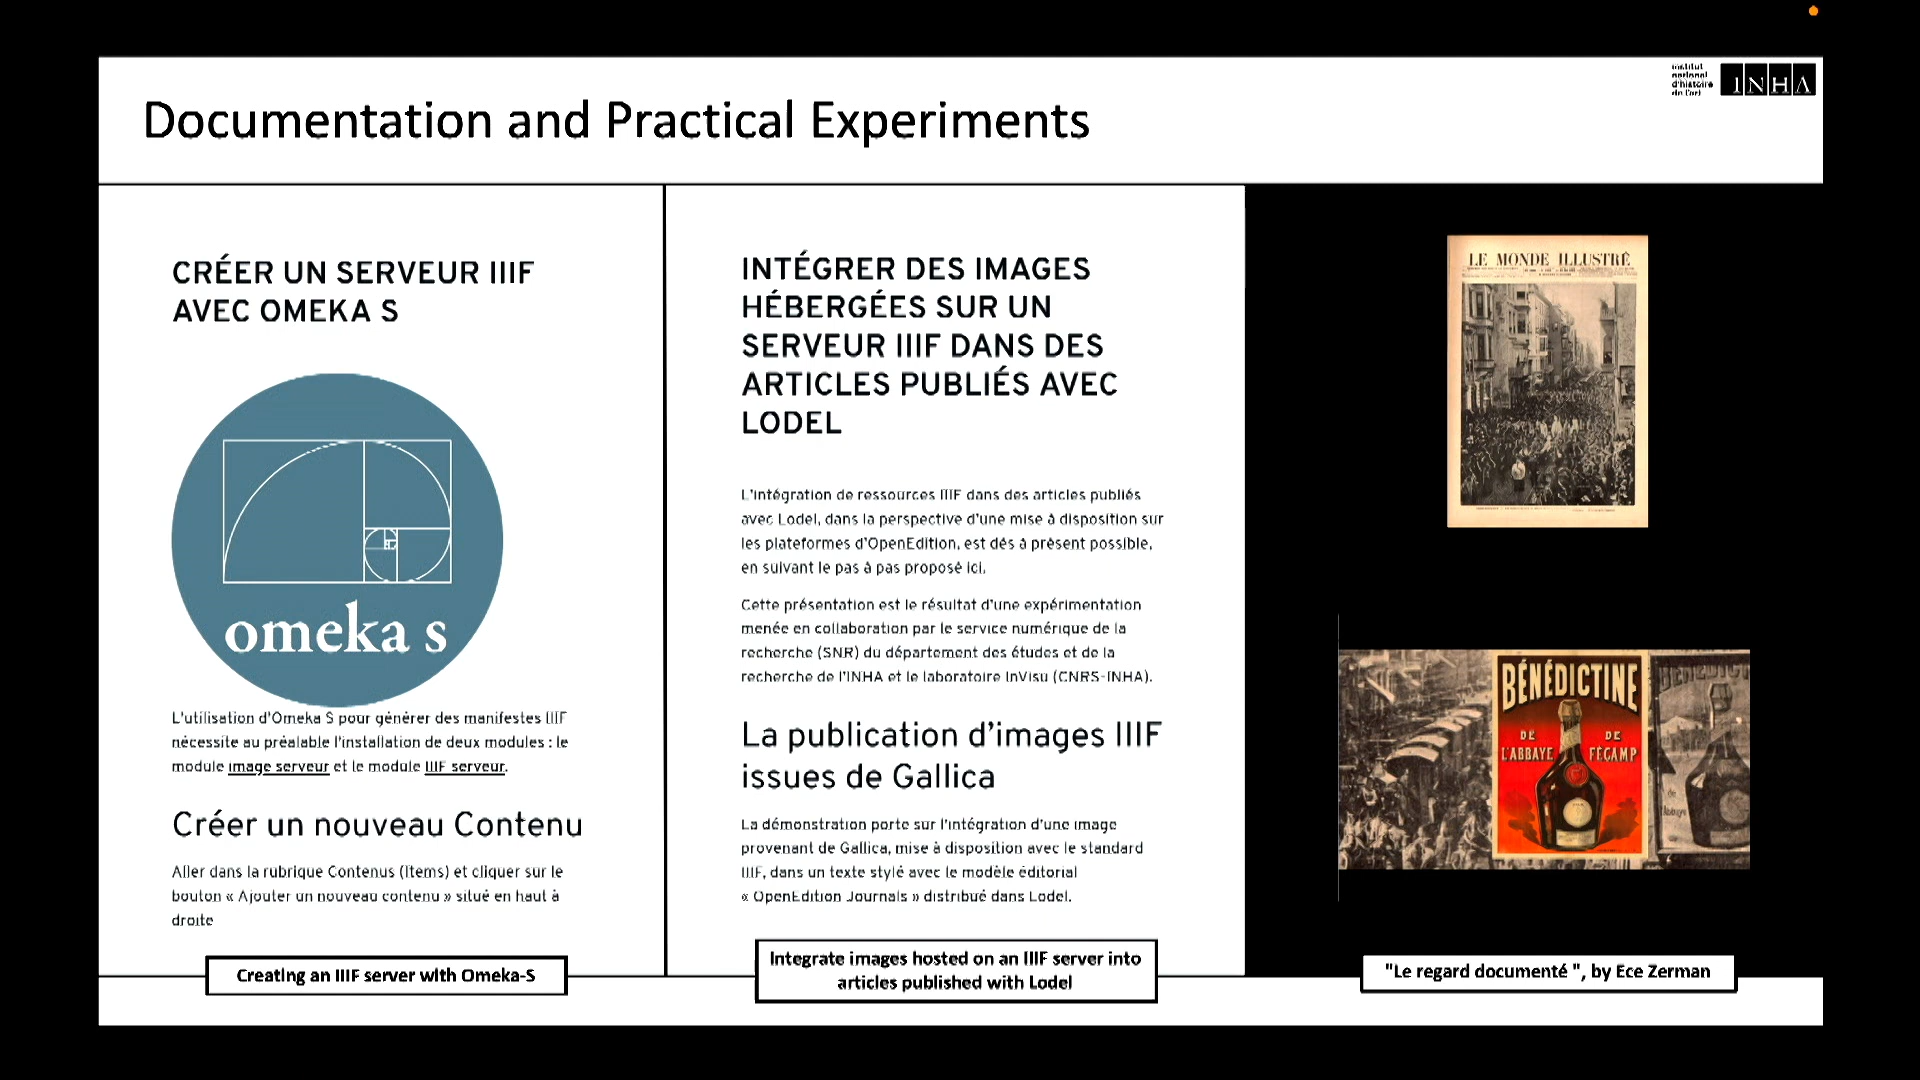 institut
national
d'histoire
de l'art
INHA
Documentation and Practical Experiments
CRÉER UN SERVEUR IIIF
AVEC OMEKA S
omeka s
L'utilisation d'Omeka S pour générer des manifestes IIIF
nécessite au préalable l'installation de deux modules : le
module image serveur et le module IIIF serveur.
Créer un nouveau Contenu
Aller dans la rubrique Contenus (Items) et cliquer sur le
bouton « Ajouter un nouveau contenu » situé en haut à
droite
Creating an IIIF server with Omeka-S
INTÉGRER DES IMAGES
HÉBERGÉES SUR UN
SERVEUR IIIF DANS DES
ARTICLES PUBLIÉS AVEC
LODEL
L'intégration de ressources IIIF dans des articles publiés
avec Lodel, dans la perspective d'une mise à disposition sur
les plateformes d'OpenEdition, est dès à présent possible,
en suivant le pas à pas proposé ici.
Cette présentation est le résultat d'une expérimentation
menée en collaboration par le service numérique de la
recherche (SNR) du département des études et de la
recherche de l'INHA et le laboratoire InVisu (CNRS-INHA).
La publication d'images IIIF
issues de Gallica
La démonstration porte sur l'intégration d'une image
provenant de Gallica, mise à disposition avec le standard
IIIF, dans un texte stylé avec le modèle éditorial
« OpenEdition Journals » distribué dans Lodel.
Integrate images hosted on an IIIF server into
articles published with Lodel
LE MONDE ILLUSTRÉ
BÉNÉDICTINE
DE DE
L'ABBAYE FÉCAMP
BÉNÉDICT
de
l'Abbaye
"Le regard documenté ", by Ece Zerman